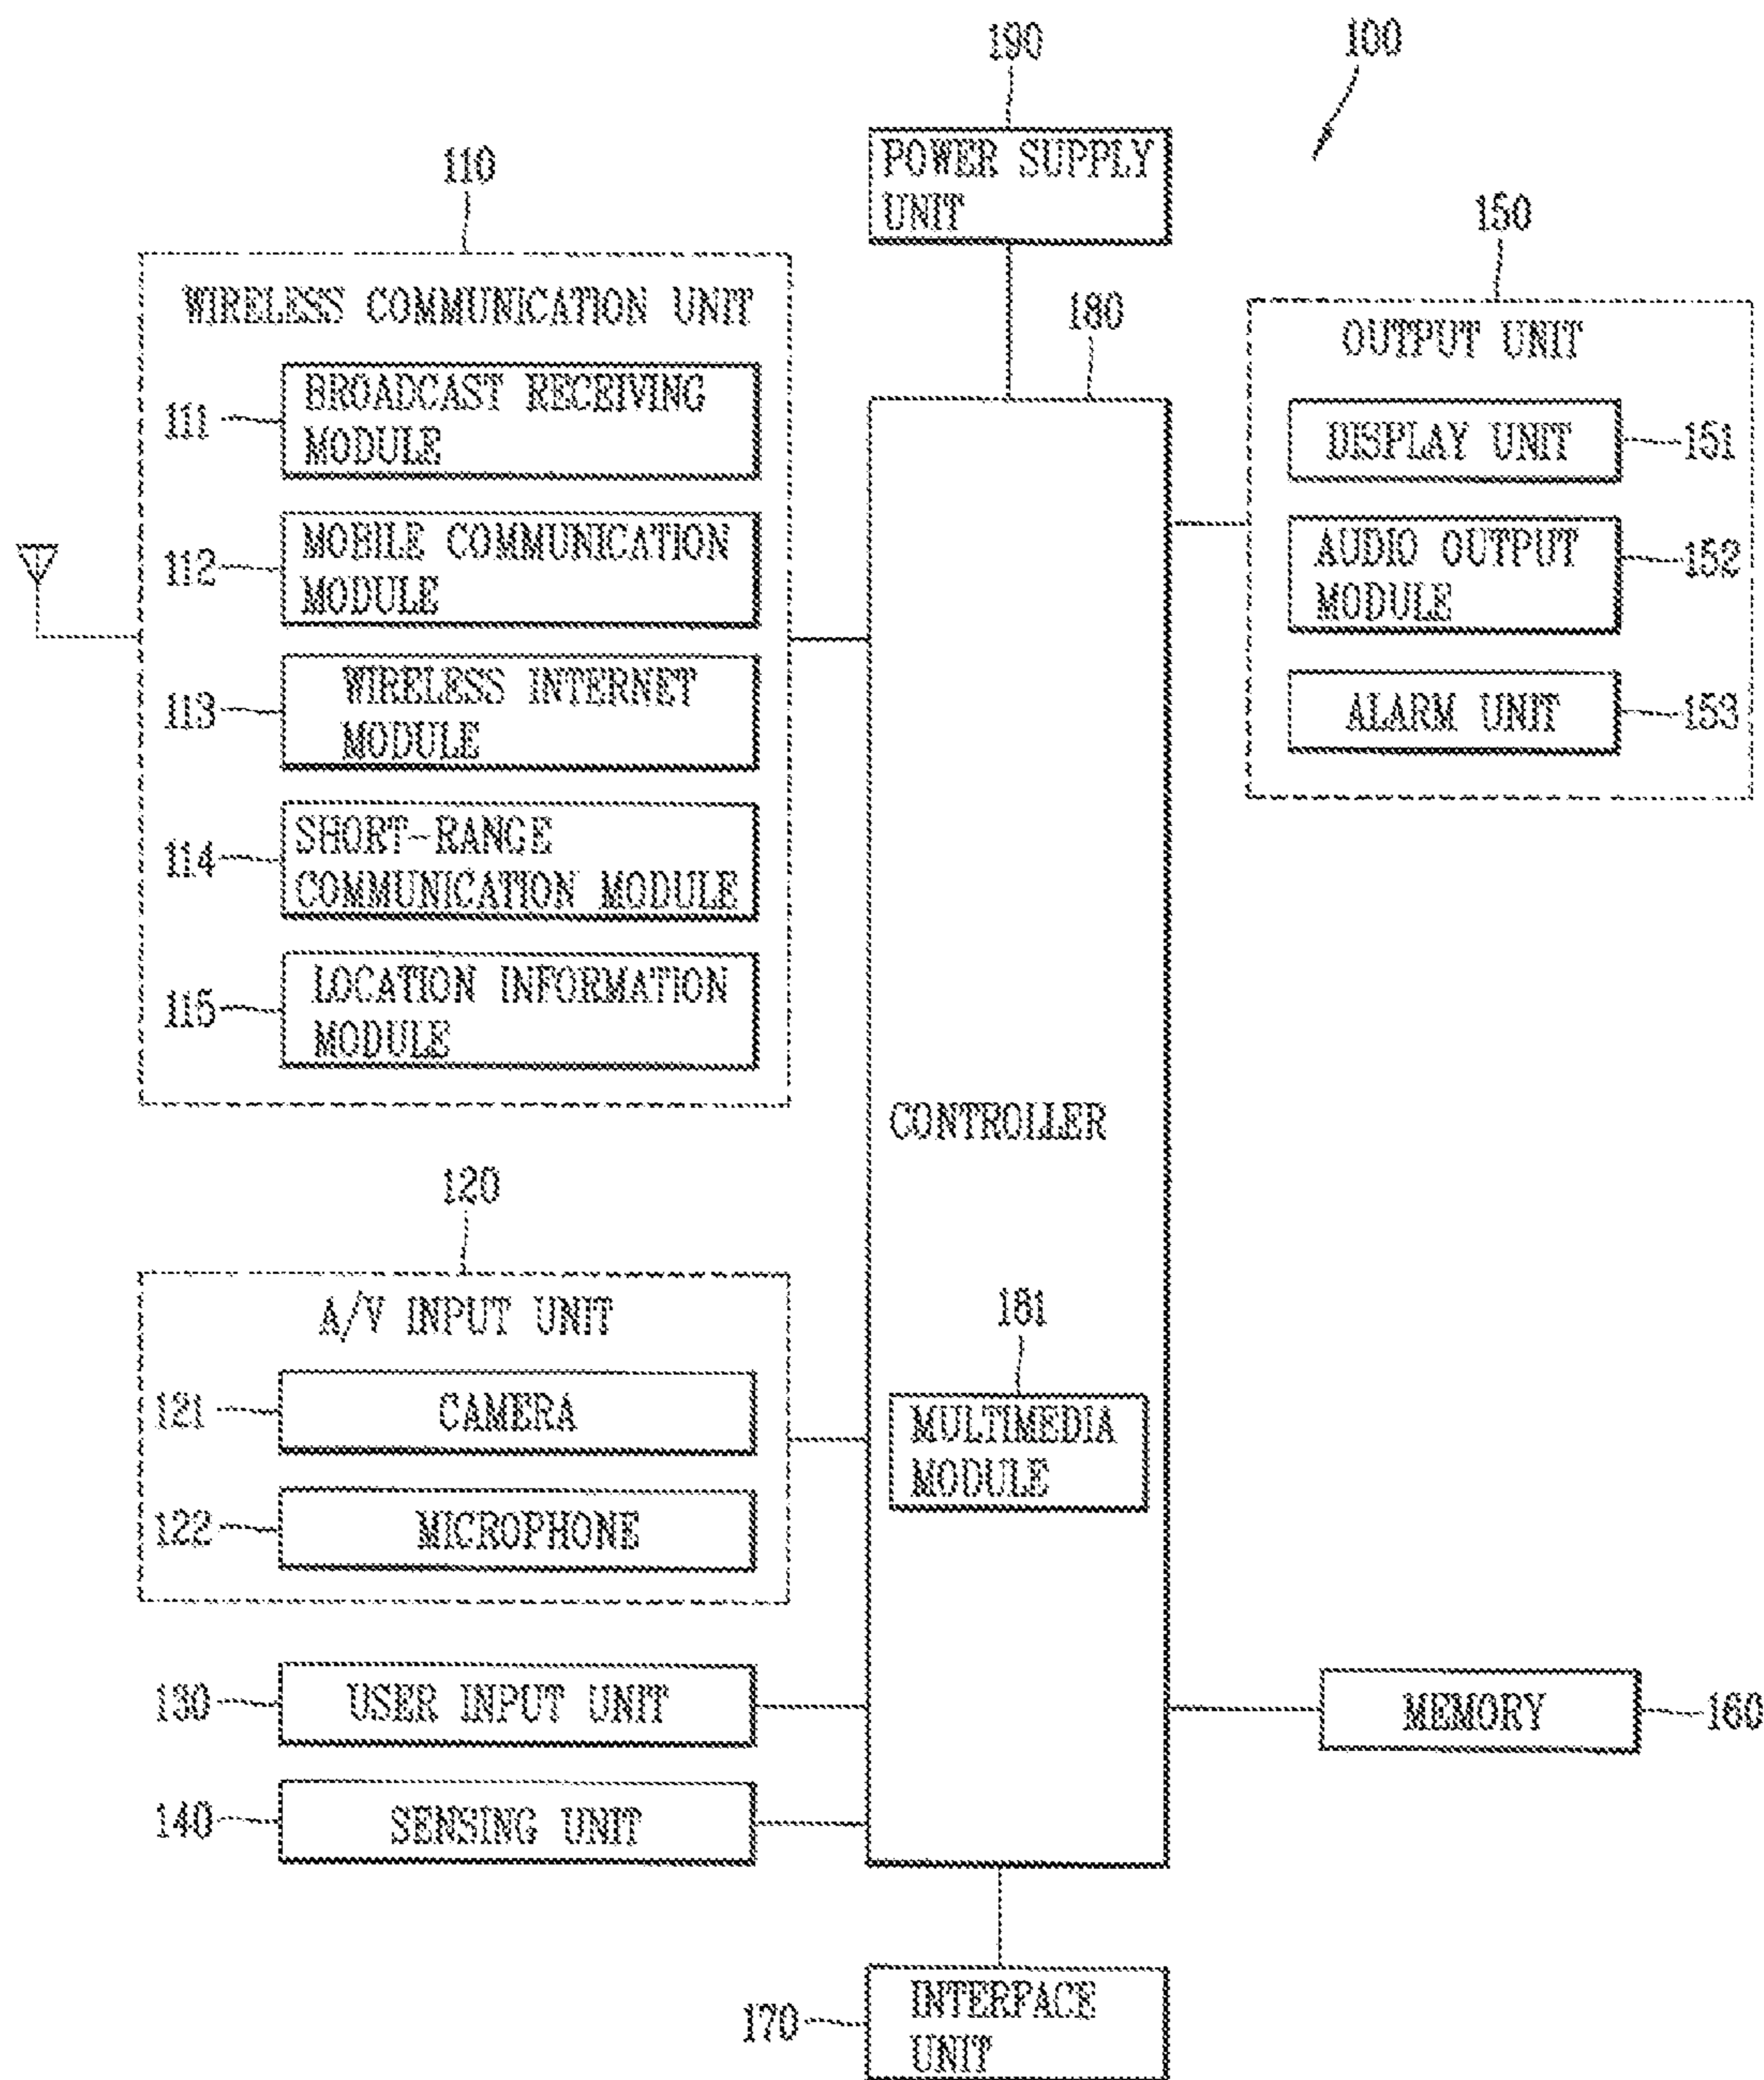 190
100
POWER SUPPLY
UNIT
110
150
WIRELESS COMMUNICATION UNIT
180
OUTPUT UNIT
111
BROADCAST RECEIVING
MODULE
DISPLAY UNIT
151
112
MOBILE COMMUNICATION
MODULE
AUDIO OUTPUT
MODULE
152
113
WIRELESS INTERNET
MODULE
ALARM UNIT
153
114
SHORT-RANGE
COMMUNICATION MODULE
115
LOCATION INFORMATION
MODULE
CONTROLLER
120
A/V INPUT UNIT
181
121
CAMERA
MULTIMEDIA
MODULE
122
MICROPHONE
130
USER INPUT UNIT
MEMORY
160
140
SENSING UNIT
170
INTERFACE
UNIT